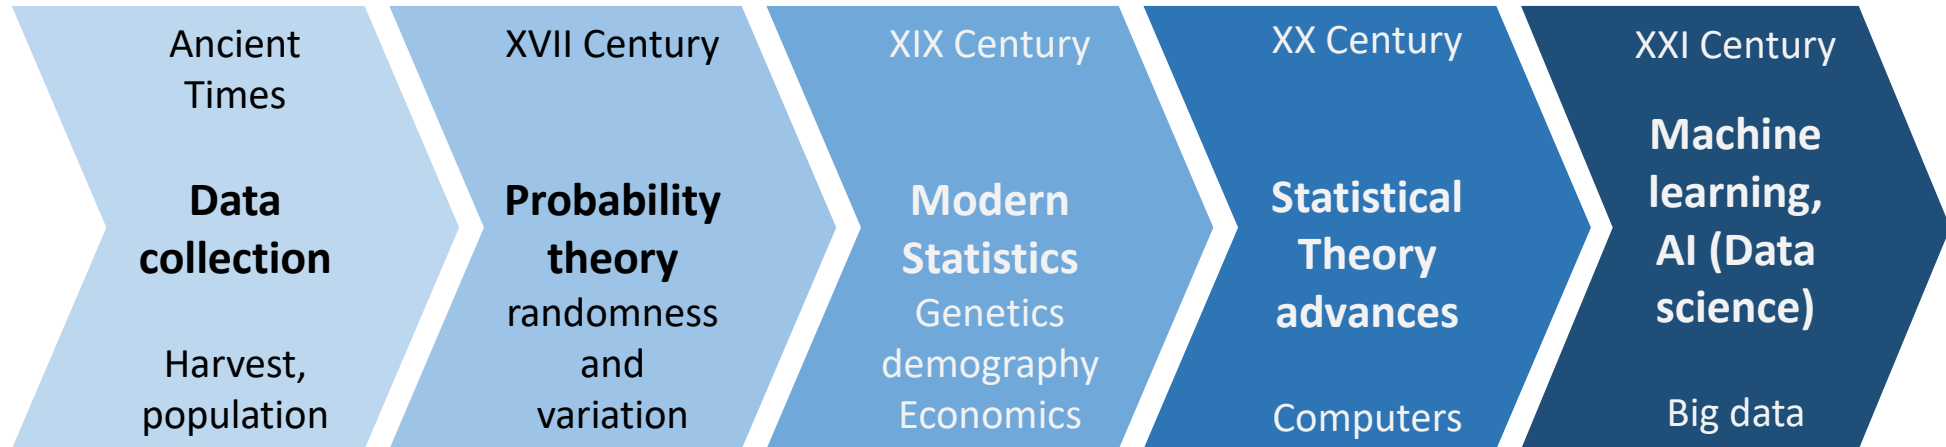 Ancient
Times
Data
collection
Harvest,
population
XVII Century
Probability
theory
randomness
and
variation
XIX Century
Modern
Statistics
Genetics
demography
Economics
XX Century
Statistical
Theory
advances
Computers
XXI Century
Machine
learning,
AI (Data
science)
Big data